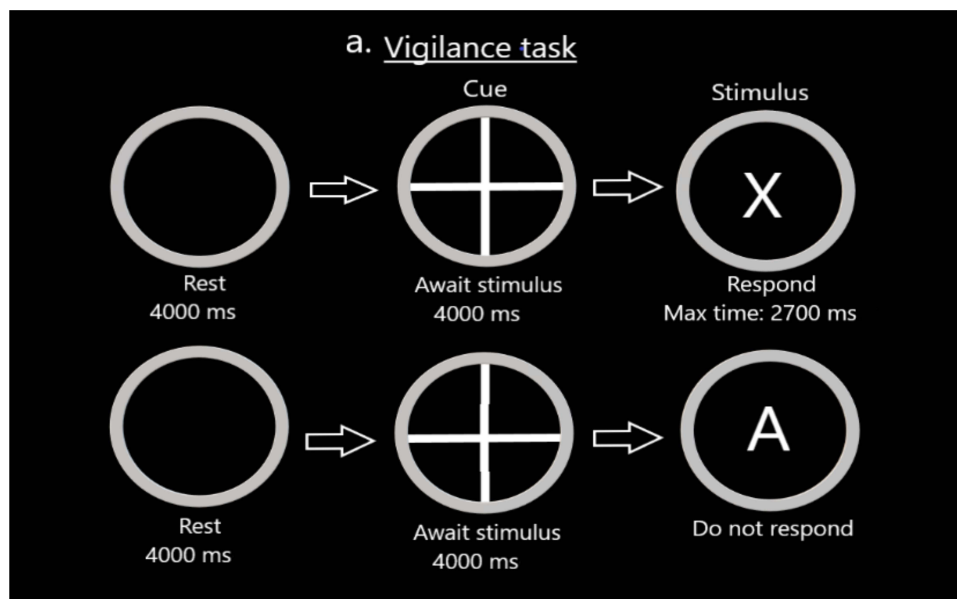 a. Vigilance task
Cue
Stimulus
X
Rest
4000 ms
Await stimulus
4000 ms
Respond
Max time: 2700 ms
A
Rest
4000 ms
Await stimulus
4000 ms
Do not respond